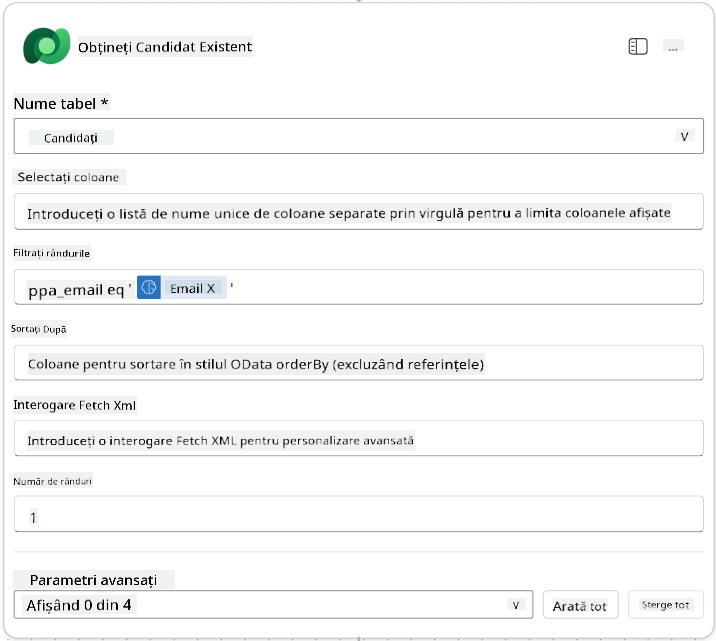 Obțineți Candidat Existent
...
Nume tabel *
Candidați
V
Selectați coloane
Introduceți o listă de nume unice de coloane separate prin virgulă pentru a limita coloanele afișate
Filtrați rândurile
ppa_email eq ' Email X '
Sortați După
Coloane pentru sortare în stilul OData orderBy (excluzând referințele)
Interogare Fetch Xml
Introduceți o interogare Fetch XML pentru personalizare avansată
Număr de rânduri
1
Parametri avansați
Afișând 0 din 4 V Arată tot Șterge tot